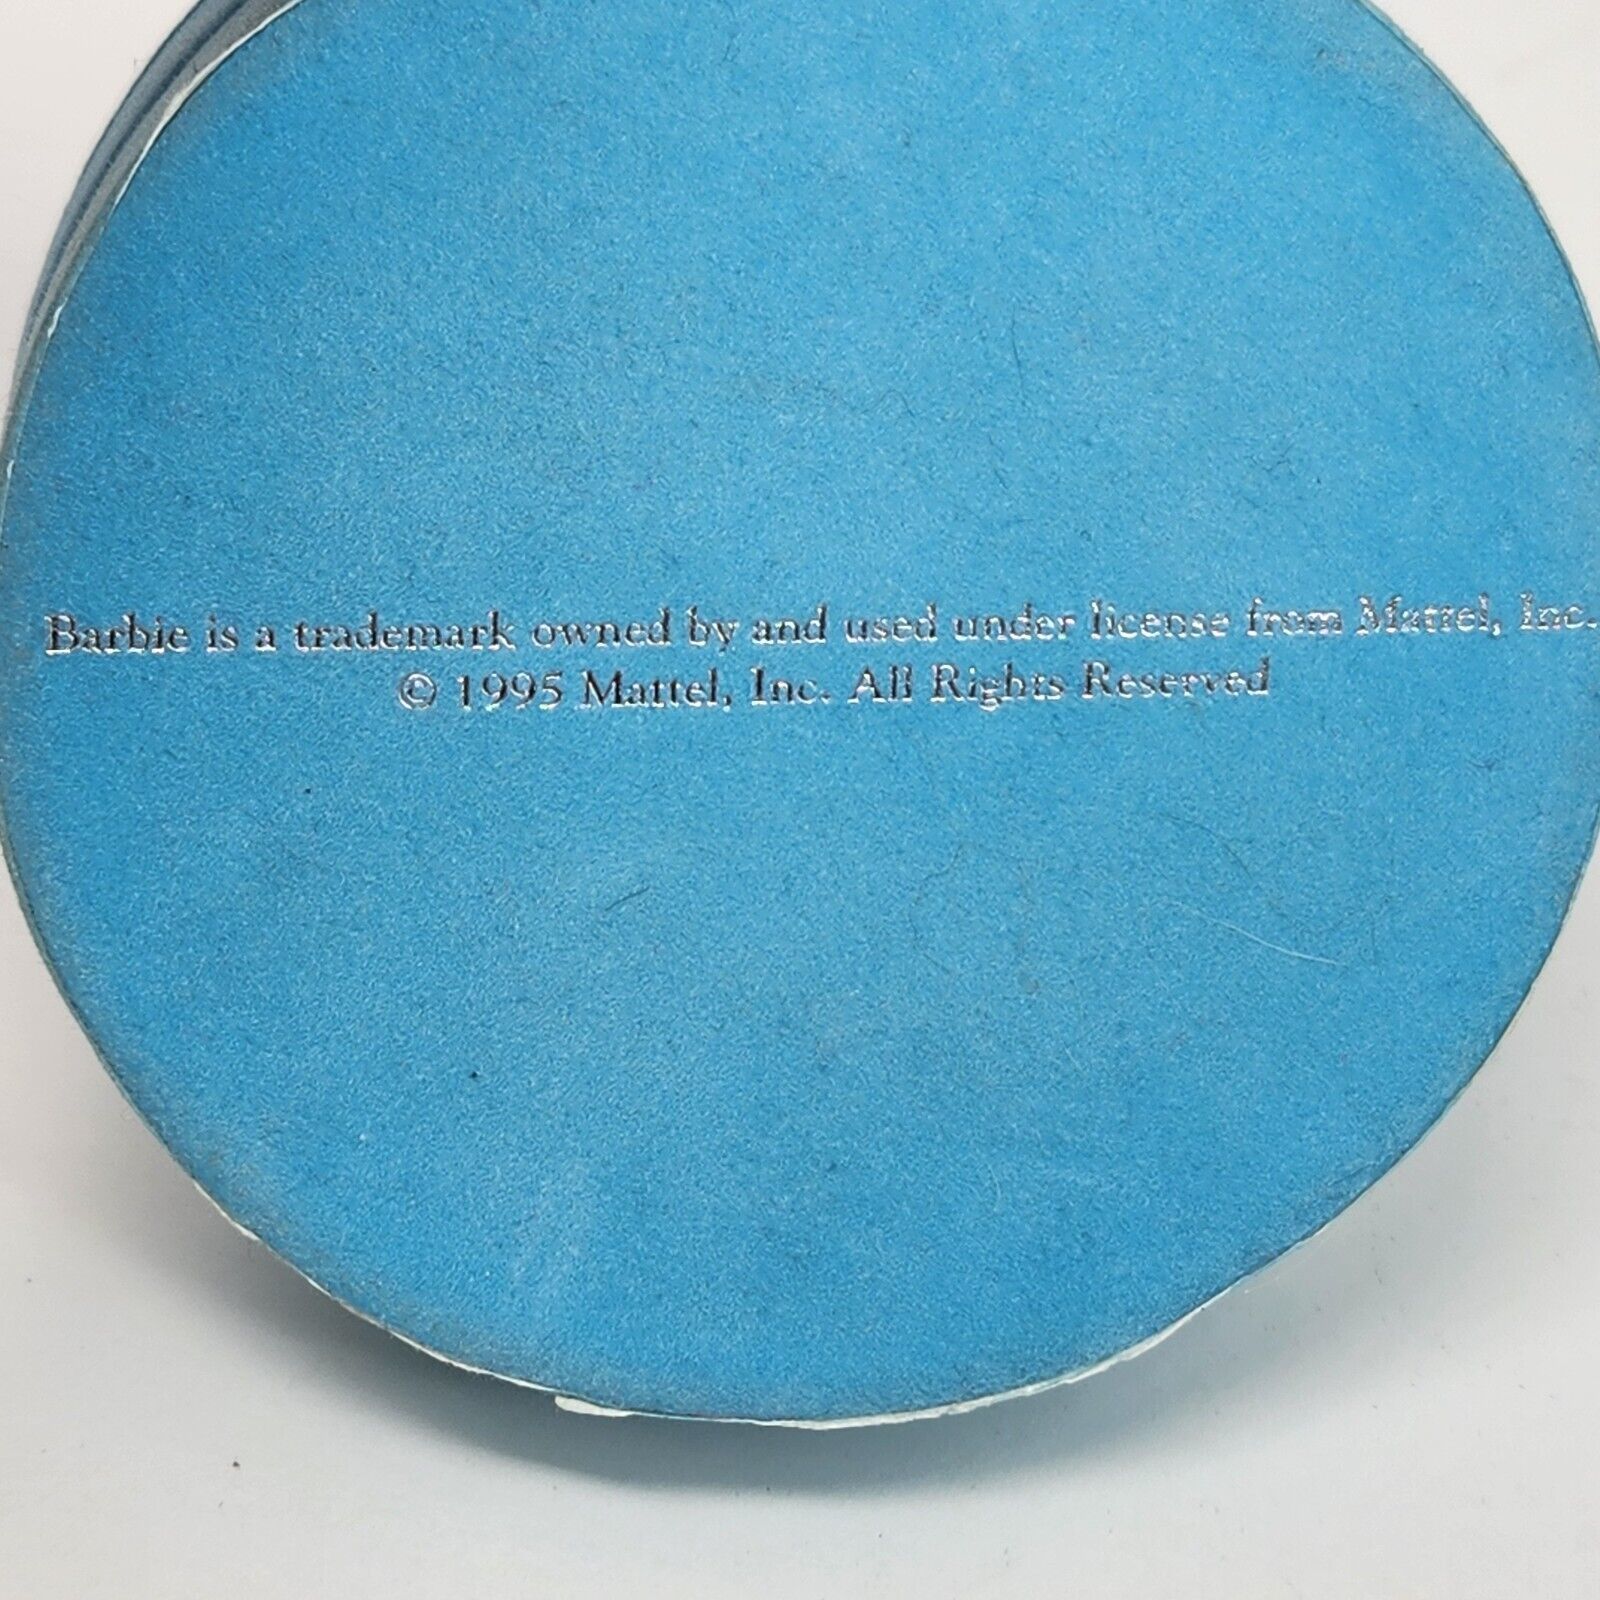 Barbie is a trademark owned by and used under license from Mattel, Inc.
© 1995 Mattel, Inc. All Rights Reserved